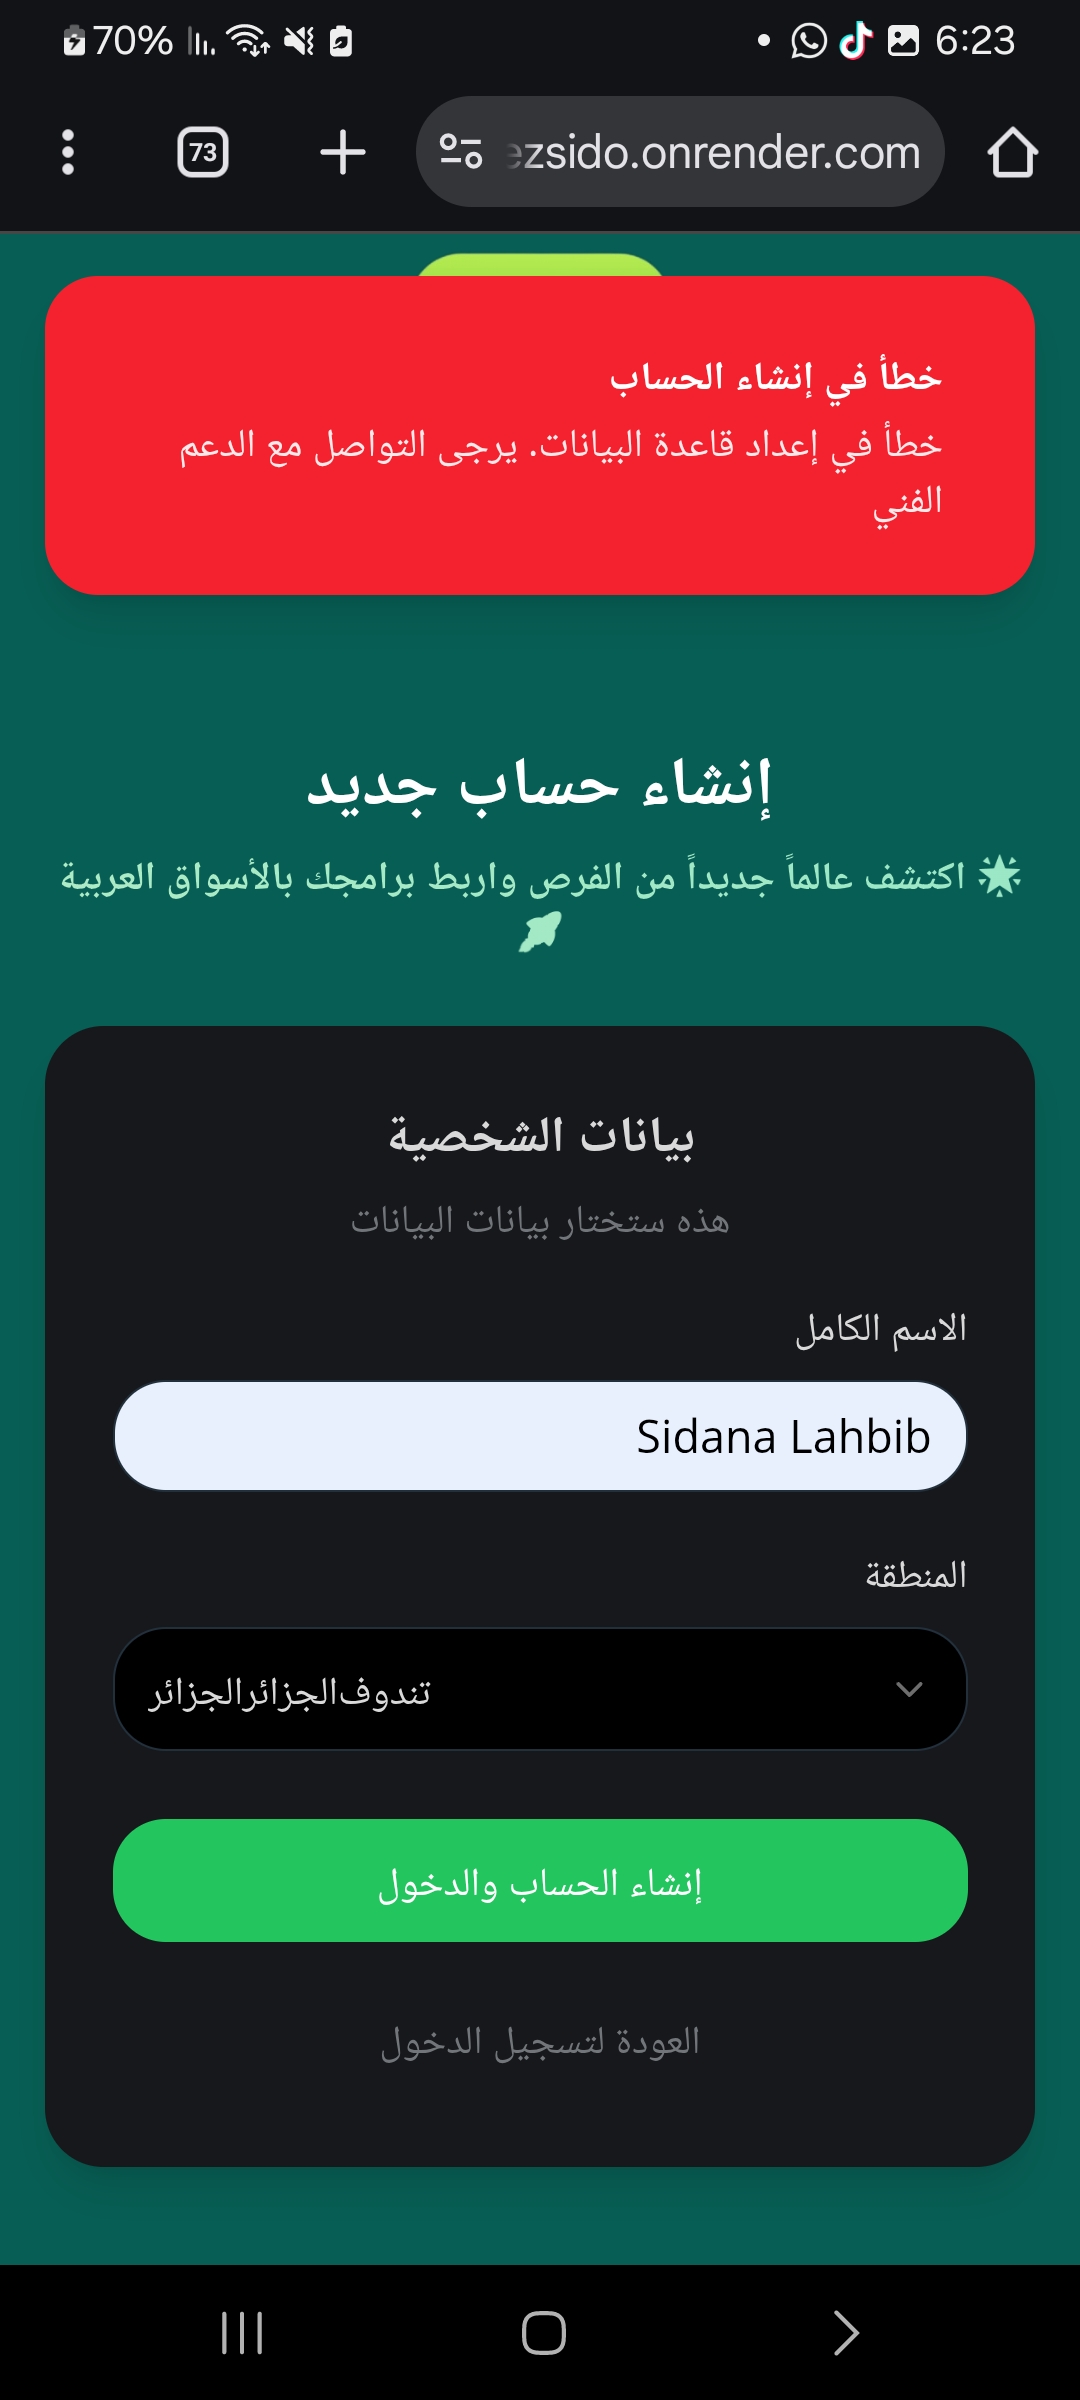 70%
6:23
73
ezsido.onrender.com
خطأ في إنشاء الحساب
خطأ في إعداد قاعدة البيانات. يرجى التواصل مع الدعم
الفني
إنشاء حساب جديد
🌟 اكتشف عالماً جديداً من الفرص واربط برامجك بالأسواق العربية
🚀
بيانات الشخصية
هذه ستختار بيانات البيانات
الاسم الكامل
Sidana Lahbib
المنطقة
تندوفالجزائرالجزائر
إنشاء الحساب والدخول
العودة لتسجيل الدخول